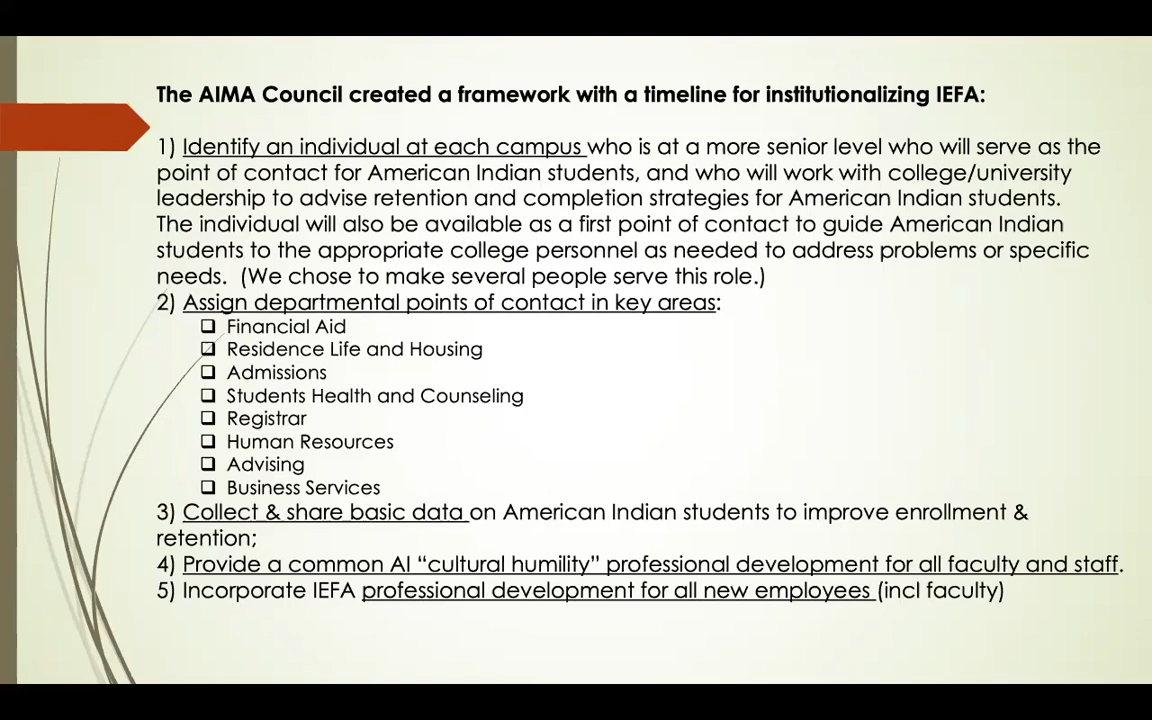 The AIMA Council created a framework with a timeline for institutionalizing IEFA:
1) Identify an individual at each campus who is at a more senior level who will serve as the
point of contact for American Indian students, and who will work with college/university
leadership to advise retention and completion strategies for American Indian students.
The individual will also be available as a first point of contact to guide American Indian
students to the appropriate college personnel as needed to address problems or specific
needs. (We chose to make several people serve this role.)
2) Assign departmental points of contact in key areas:
❑ Financial Aid
❑ Residence Life and Housing
❑ Admissions
❑ Students Health and Counseling
❑ Registrar
❑ Human Resources
❑ Advising
❑ Business Services
3) Collect & share basic data on American Indian students to improve enrollment &
retention;
4) Provide a common AI “cultural humility” professional development for all faculty and staff.
5) Incorporate IEFA professional development for all new employees (incl faculty)